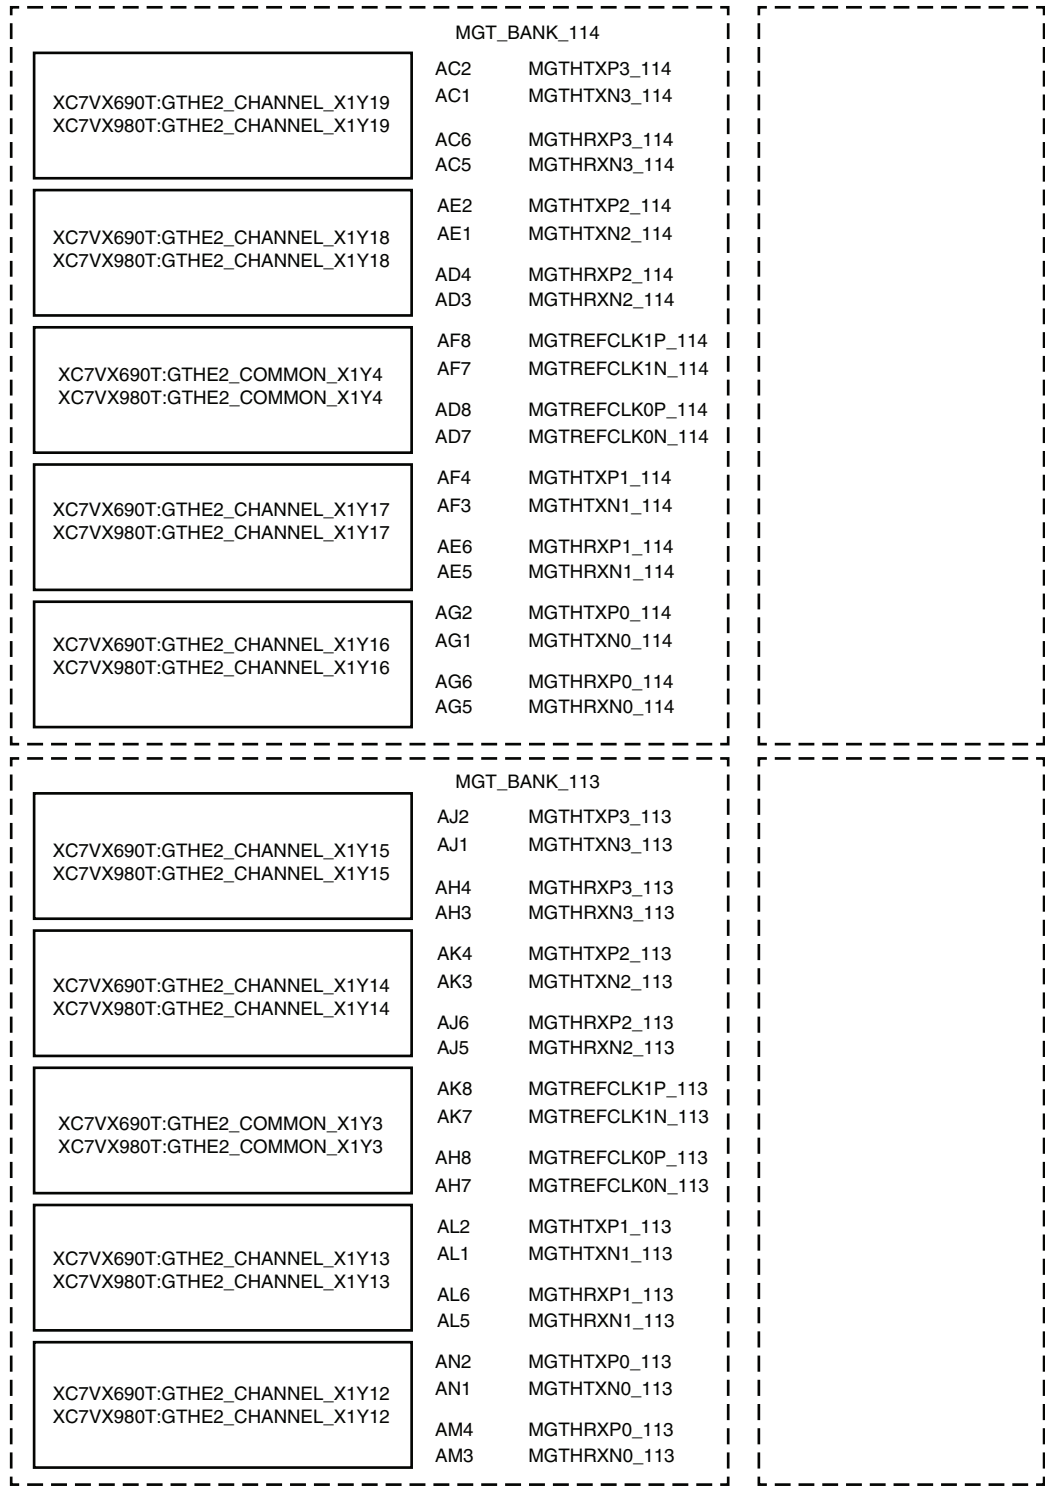 MGT_BANK_114
XC7VX690T:GTHE2_CHANNEL_X1Y19
XC7VX980T:GTHE2_CHANNEL_X1Y19
AC2 MGTHTXP3_114
AC1 MGTHTXN3_114
AC6 MGTHRXP3_114
AC5 MGTHRXN3_114
XC7VX690T:GTHE2_CHANNEL_X1Y18
XC7VX980T:GTHE2_CHANNEL_X1Y18
AE2 MGTHTXP2_114
AE1 MGTHTXN2_114
AD4 MGTHRXP2_114
AD3 MGTHRXN2_114
XC7VX690T:GTHE2_COMMON_X1Y4
XC7VX980T:GTHE2_COMMON_X1Y4
AF8 MGTREFCLK1P_114
AF7 MGTREFCLK1N_114
AD8 MGTREFCLK0P_114
AD7 MGTREFCLK0N_114
XC7VX690T:GTHE2_CHANNEL_X1Y17
XC7VX980T:GTHE2_CHANNEL_X1Y17
AF4 MGTHTXP1_114
AF3 MGTHTXN1_114
AE6 MGTHRXP1_114
AE5 MGTHRXN1_114
XC7VX690T:GTHE2_CHANNEL_X1Y16
XC7VX980T:GTHE2_CHANNEL_X1Y16
AG2 MGTHTXP0_114
AG1 MGTHTXN0_114
AG6 MGTHRXP0_114
AG5 MGTHRXN0_114
MGT_BANK_113
XC7VX690T:GTHE2_CHANNEL_X1Y15
XC7VX980T:GTHE2_CHANNEL_X1Y15
AJ2 MGTHTXP3_113
AJ1 MGTHTXN3_113
AH4 MGTHRXP3_113
AH3 MGTHRXN3_113
XC7VX690T:GTHE2_CHANNEL_X1Y14
XC7VX980T:GTHE2_CHANNEL_X1Y14
AK4 MGTHTXP2_113
AK3 MGTHTXN2_113
AJ6 MGTHRXP2_113
AJ5 MGTHRXN2_113
XC7VX690T:GTHE2_COMMON_X1Y3
XC7VX980T:GTHE2_COMMON_X1Y3
AK8 MGTREFCLK1P_113
AK7 MGTREFCLK1N_113
AH8 MGTREFCLK0P_113
AH7 MGTREFCLK0N_113
XC7VX690T:GTHE2_CHANNEL_X1Y13
XC7VX980T:GTHE2_CHANNEL_X1Y13
AL2 MGTHTXP1_113
AL1 MGTHTXN1_113
AL6 MGTHRXP1_113
AL5 MGTHRXN1_113
XC7VX690T:GTHE2_CHANNEL_X1Y12
XC7VX980T:GTHE2_CHANNEL_X1Y12
AN2 MGTHTXP0_113
AN1 MGTHTXN0_113
AM4 MGTHRXP0_113
AM3 MGTHRXN0_113